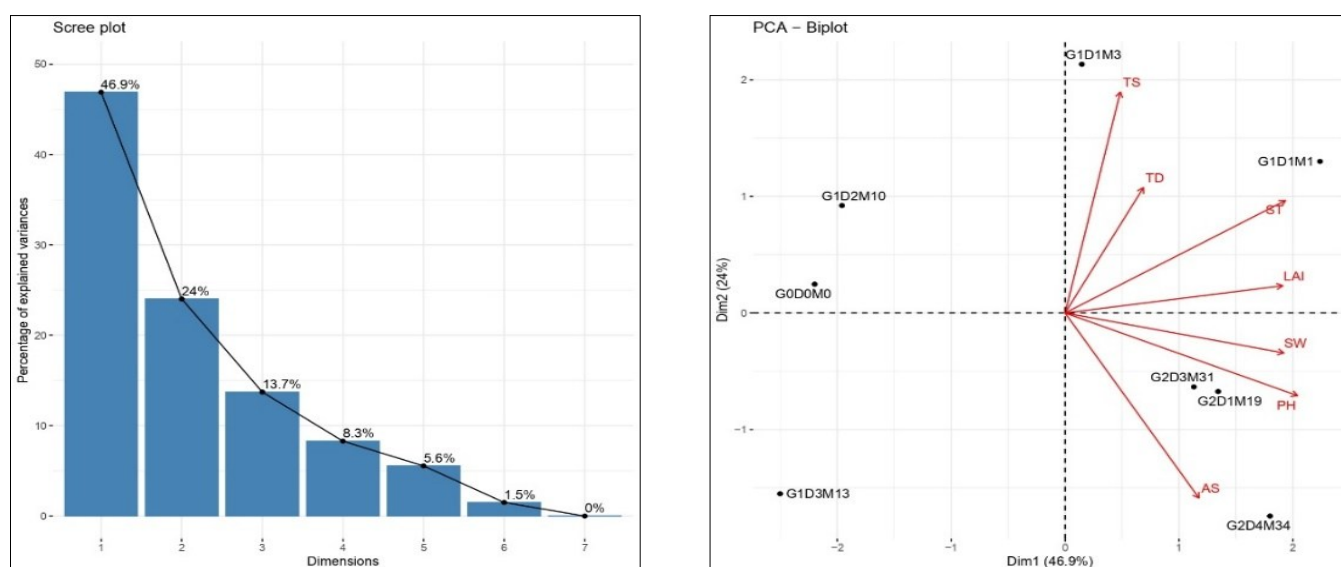 Scree plot
Percentage of explained variances
50
40
30
20
10
0
46.9%
24%
13.7%
8.3%
5.6%
1.5%
0%
1 2 3 4 5 6 7
Dimensions
PCA – Biplot
Dim2 (24%)
2
1
0
−1
G1D1M3
TS
G1D1M1
TD
G1D2M10
ST
LAI
G0D0M0
SW
G2D3M31
G2D1M19
PH
G1D3M13
AS
G2D4M34
−2 −1 0 1 2
Dim1 (46.9%)